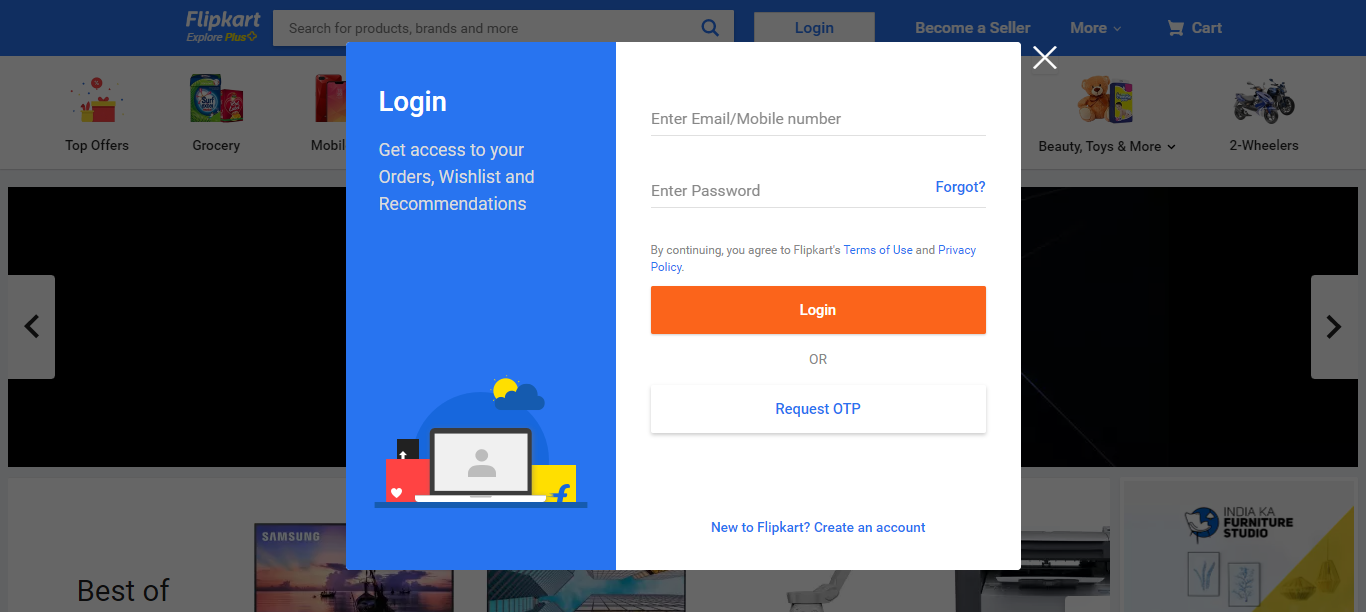 Flipkart
Explore Plus
Search for products, brands and more
Login
Become a Seller
More
Cart
Top Offers
Grocery
Beauty, Toys & More
2-Wheelers
Login
Get access to your
Orders, Wishlist and
Recommendations
Enter Email/Mobile number
Enter Password
Forgot?
By continuing, you agree to Flipkart's Terms of Use and Privacy
Policy.
Login
OR
Request OTP
New to Flipkart? Create an account
SAMSUNG
Best of
INDIA KA
FURNITURE
STUDIO